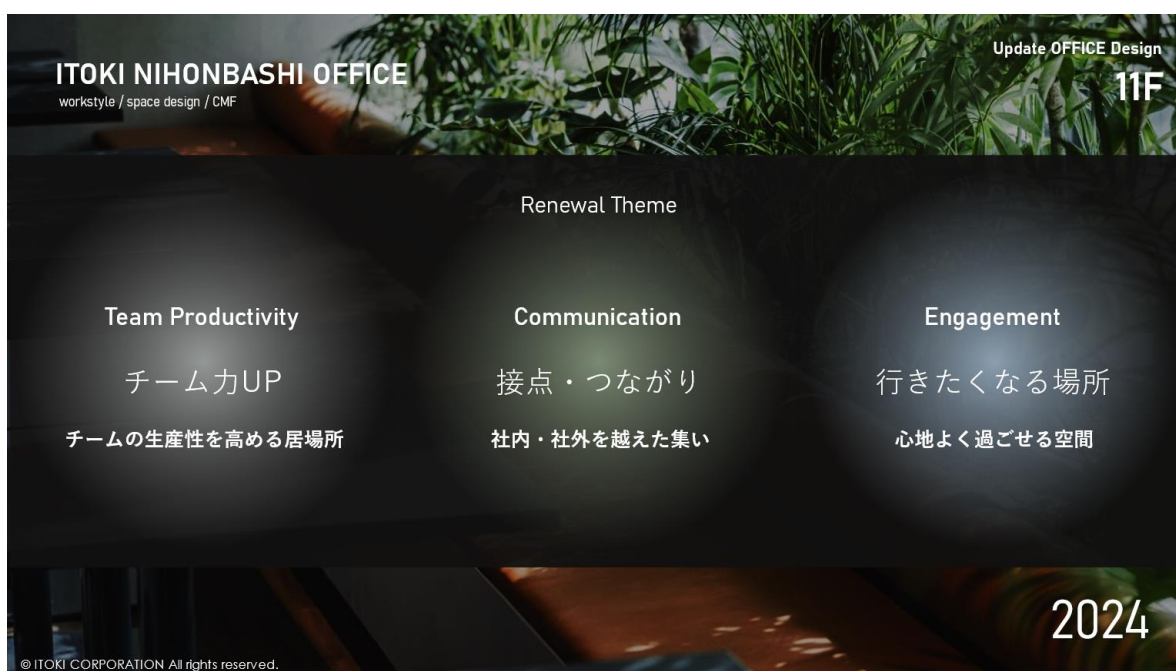 ITOKI NIHONBASHI OFFICE
workstyle / space design / CMF
Update OFFICE Design
11F
Renewal Theme
Team Productivity
チーム力UP
チームの生産性を高める居場所
Communication
接点・つながり
社内・社外を越えた集い
Engagement
行きたくなる場所
心地よく過ごせる空間
2024
© ITOKI CORPORATION All rights reserved.